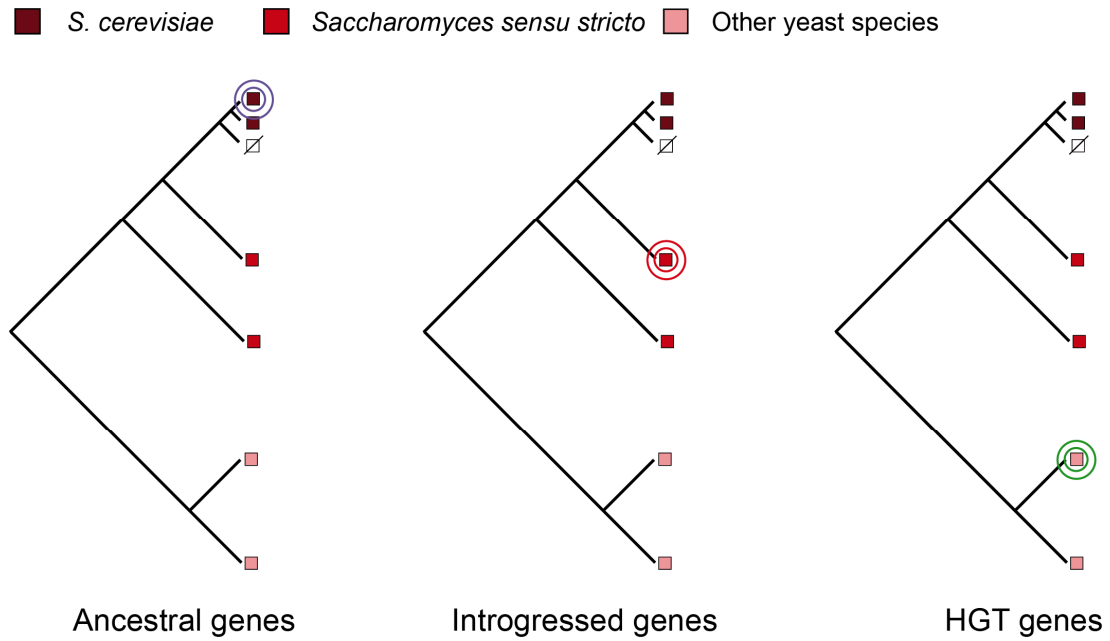 S. cerevisiae Saccharomyces sensu stricto Other yeast species
Ancestral genes Introgressed genes HGT genes